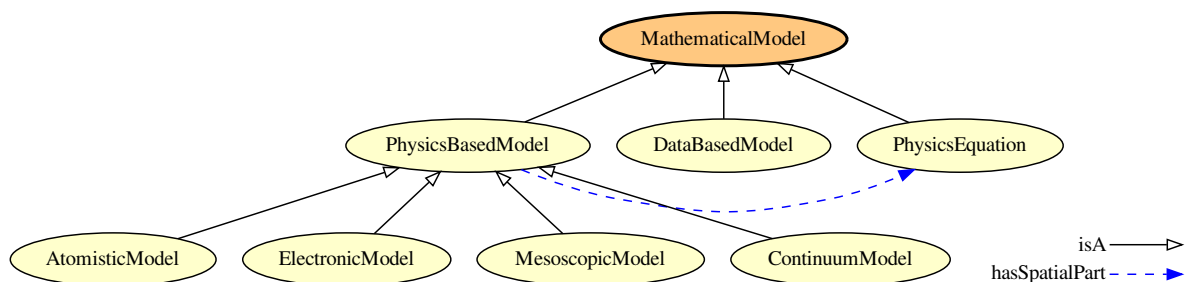 MathematicalModel
PhysicsBasedModel
DataBasedModel
PhysicsEquation
AtomisticModel
ElectronicModel
MesoscopicModel
ContinuumModel
isA
hasSpatialPart